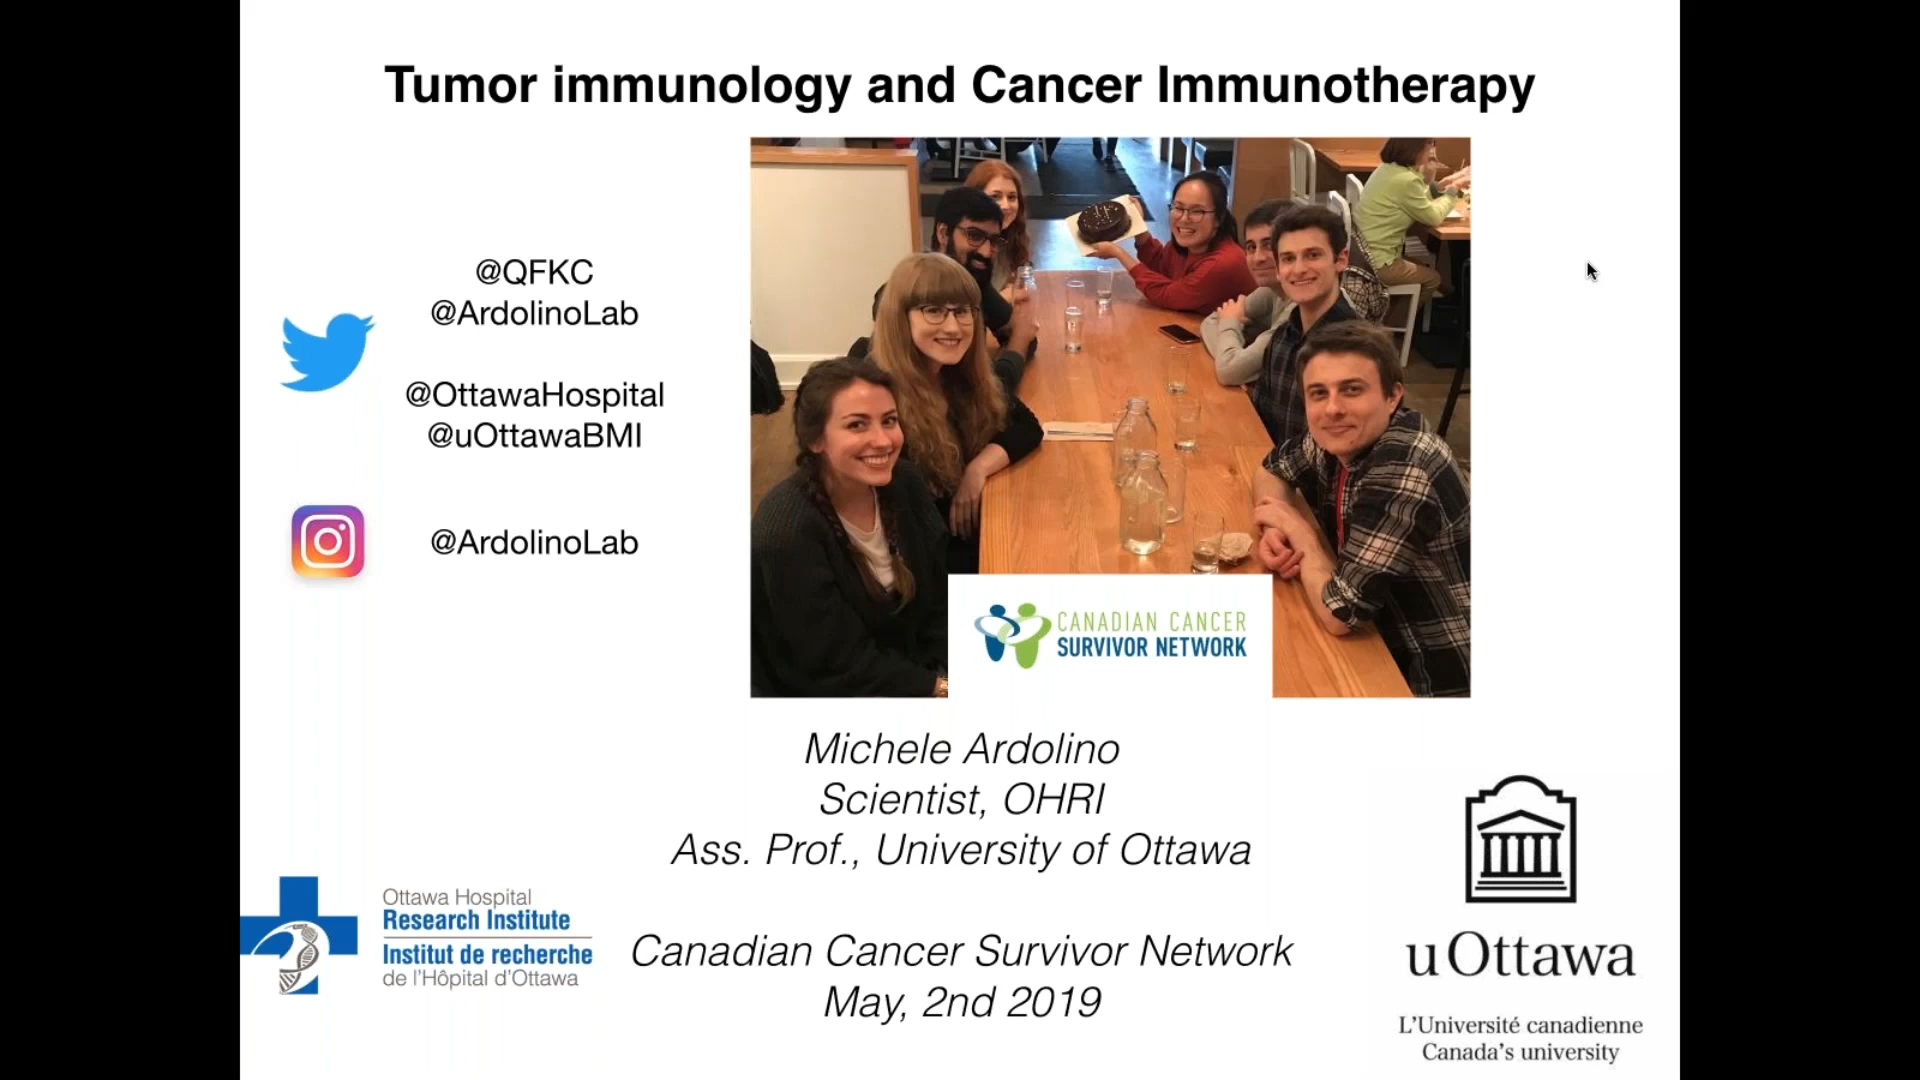 Tumor immunology and Cancer Immunotherapy
@QFKC
@ArdolinoLab
@OttawaHospital
@uOttawaBMI
@ArdolinoLab
CANADIAN CANCER
SURVIVOR NETWORK
Michele Ardolino
Scientist, OHRI
Ass. Prof., University of Ottawa
Canadian Cancer Survivor Network
May, 2nd 2019
Ottawa Hospital
Research Institute
Institut de recherche
de l'Hôpital d'Ottawa
uOttawa
L'Université canadienne
Canada's university